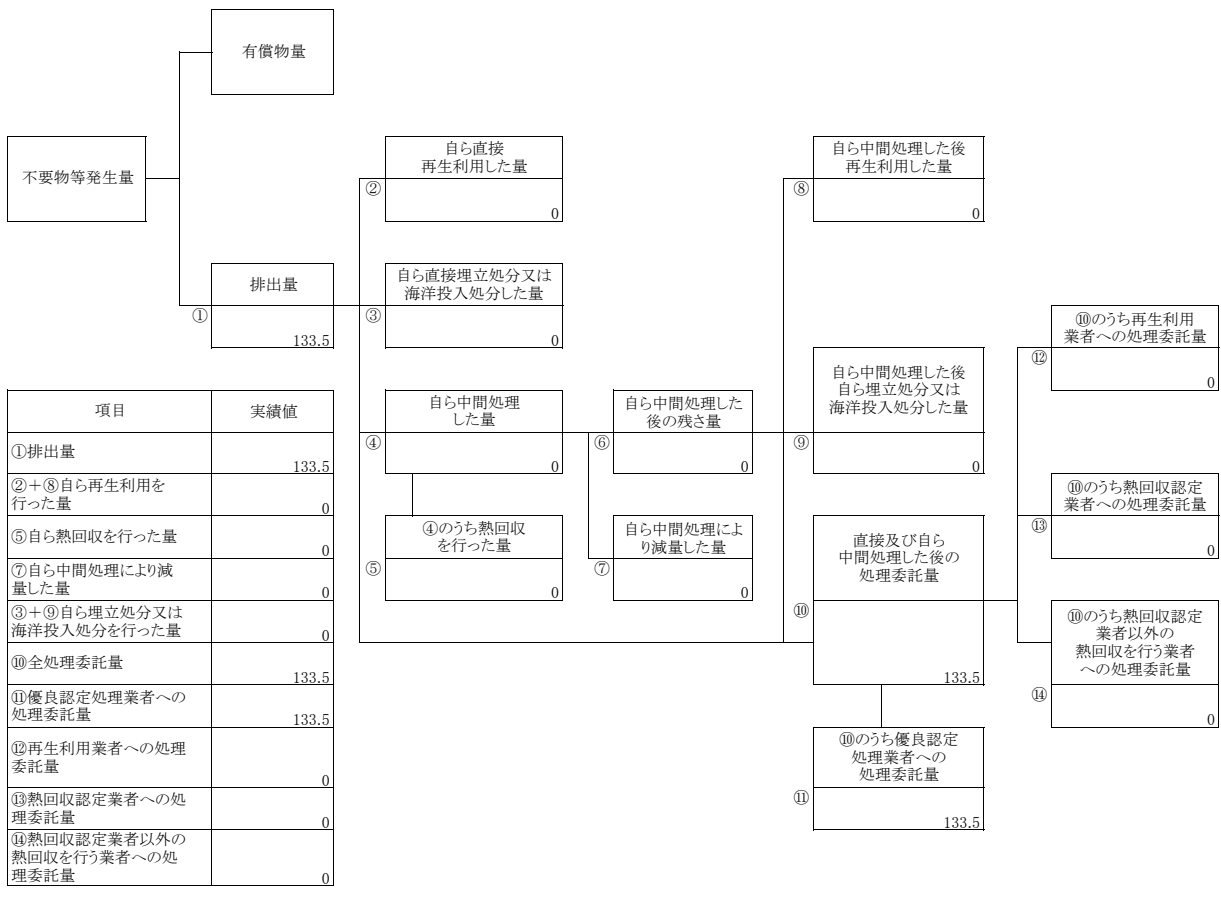 有償物量
不要物等発生量
自ら直接
再生利用した量
②
0
自ら中間処理した後
再生利用した量
⑧
0
排出量
①
133.5
自ら直接埋立処分又は
海洋投入処分した量
③
0
⑩のうち再生利用
業者への処理委託量
⑫
0
自ら中間処理
した量
④
0
自ら中間処理した
後の残さ量
⑥
0
自ら中間処理した後
自ら埋立処分又は
海洋投入処分した量
⑨
0
⑩のうち熱回収認定
業者への処理委託量
⑬
0
④のうち熱回収
を行った量
⑤
0
自ら中間処理によ
り減量した量
⑦
0
直接及び自ら
中間処理した後の
処理委託量
⑩
133.5
⑩のうち熱回収認定
業者以外の
熱回収を行う業者
への処理委託量
⑭
0
⑩のうち優良認定
処理業者への
処理委託量
⑪
133.5
項目 実績値
①排出量
133.5
②＋⑧自ら再生利用を
行った量
0
⑤自ら熱回収を行った量
0
⑦自ら中間処理により減
量した量
0
③＋⑨自ら埋立処分又は
海洋投入処分を行った量
0
⑩全処理委託量
133.5
⑪優良認定処理業者への
処理委託量
133.5
⑫再生利用業者への処理
委託量
0
⑬熱回収認定業者への処
理委託量
0
⑭熱回収認定業者以外の
熱回収を行う業者への処
理委託量
0